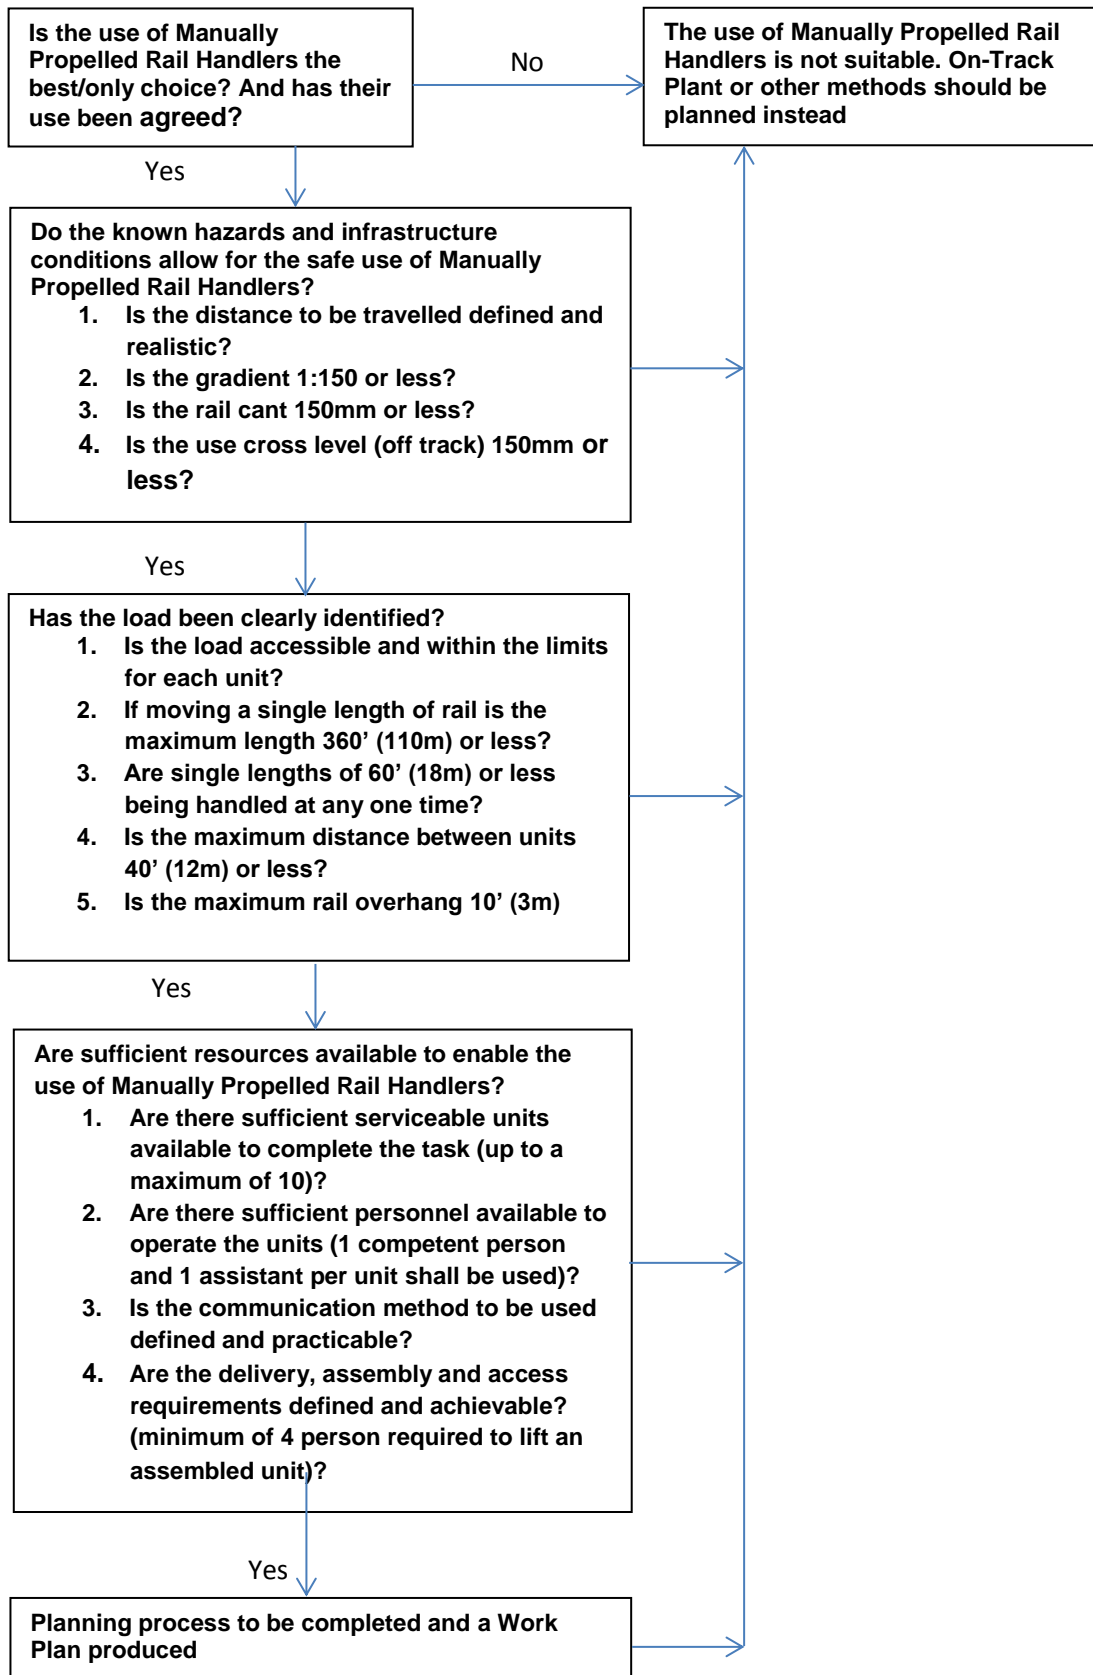 Is the use of Manually
Propelled Rail Handlers the
best/only choice? And has their
use been agreed?
No
The use of Manually Propelled Rail
Handlers is not suitable. On-Track
Plant or other methods should be
planned instead
Yes
Do the known hazards and infrastructure
conditions allow for the safe use of Manually
Propelled Rail Handlers?
1. Is the distance to be travelled defined and
realistic?
2. Is the gradient 1:150 or less?
3. Is the rail cant 150mm or less?
4. Is the use cross level (off track) 150mm or
less?
Yes
Has the load been clearly identified?
1. Is the load accessible and within the limits
for each unit?
2. If moving a single length of rail is the
maximum length 360’ (110m) or less?
3. Are single lengths of 60’ (18m) or less
being handled at any one time?
4. Is the maximum distance between units
40’ (12m) or less?
5. Is the maximum rail overhang 10’ (3m)
Yes
Are sufficient resources available to enable the
use of Manually Propelled Rail Handlers?
1. Are there sufficient serviceable units
available to complete the task (up to a
maximum of 10)?
2. Are there sufficient personnel available to
operate the units (1 competent person
and 1 assistant per unit shall be used)?
3. Is the communication method to be used
defined and practicable?
4. Are the delivery, assembly and access
requirements defined and achievable?
(minimum of 4 person required to lift an
assembled unit)?
Yes
Planning process to be completed and a Work
Plan produced